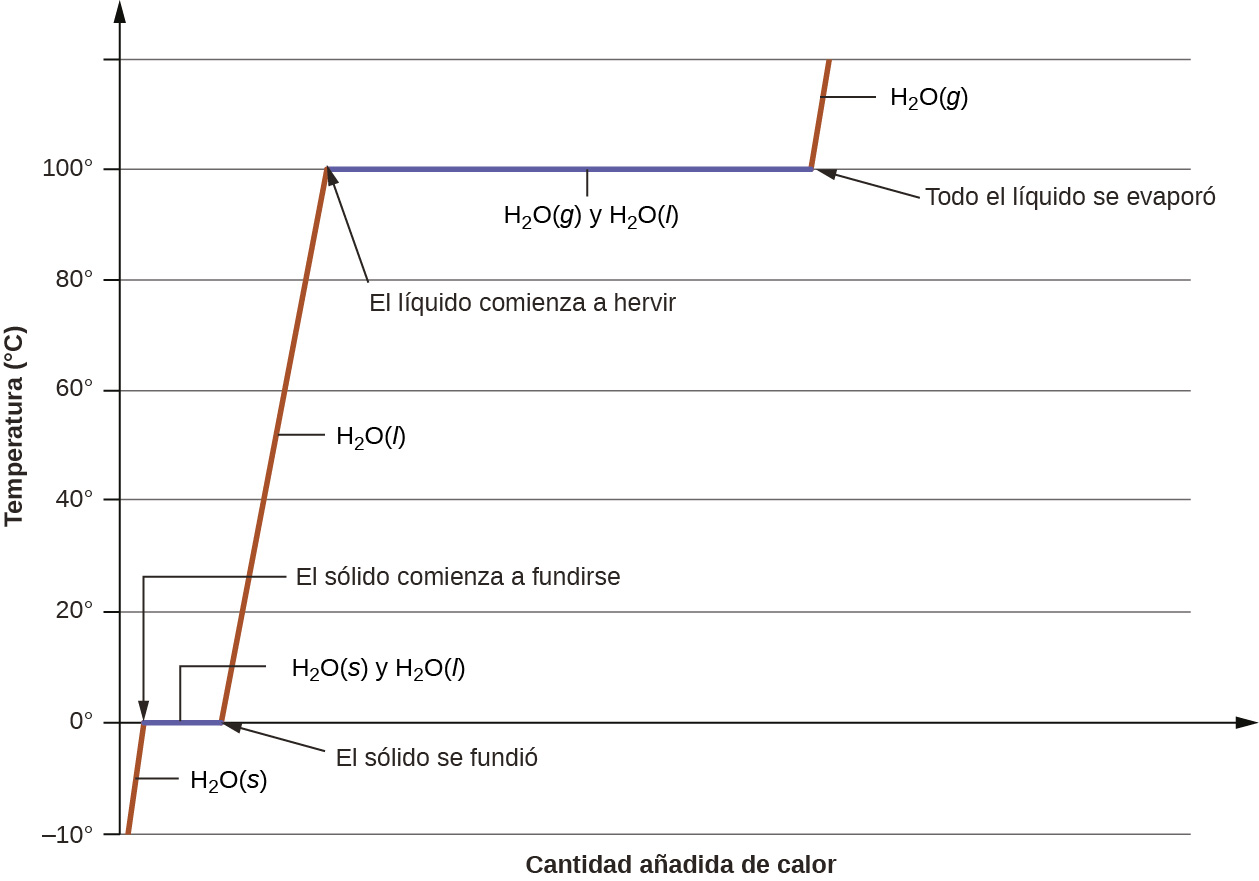 H₂O(g)
100°
Todo el líquido se evaporó
H₂O(g) y H₂O(l)
80°
El líquido comienza a hervir
Temperatura (°C)
60°
H₂O(l)
40°
El sólido comienza a fundirse
20°
H₂O(s) y H₂O(l)
0°
El sólido se fundió
H₂O(s)
–10°
Cantidad añadida de calor